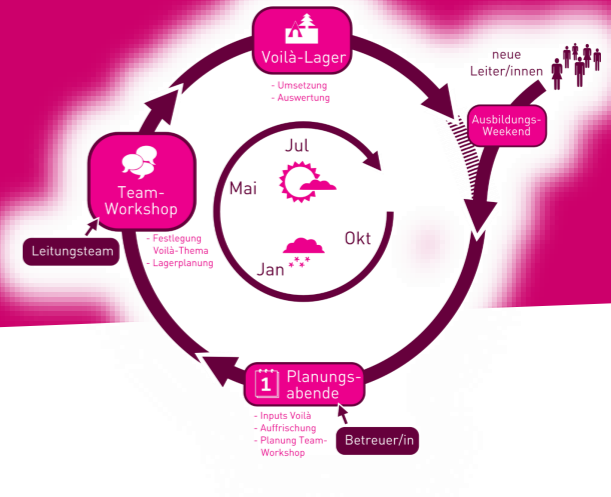 Voilà-Lager
- Umsetzung
- Auswertung
neue
Leiter/innen
Ausbildungs-
Weekend
Jul
Mai
Okt
Jan
Team-
Workshop
- Festlegung
Voilà-Thema
- Lagerplanung
Leitungsteam
1
Planungs-
abende
- Inputs Voilà
- Auffrischung
- Planung Team-
Workshop
Betreuer/in